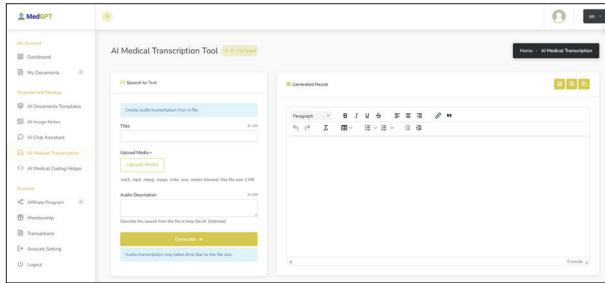 MedGPT
en
My Account
Dashboard
My Documents
Organize and Manage
AI Documents Templates
AI Image Notes
AI Chat Assistant
AI Medical Transcription
AI Medical Coding Helper
Account
Affiliate Program
Membership
Transactions
Account Setting
Logout
AI Medical Transcription Tool
Home - AI Medical Transcription
Speech to Text
Create audio transcription from a file.
Title
Upload Media *
Upload Media
Audio Description
Describe the speech from the file to help the AI. (Optional)
Generate →
Audio transcription may takes time due to the file size.
Generated Result
Paragraph
B I U S
0 words